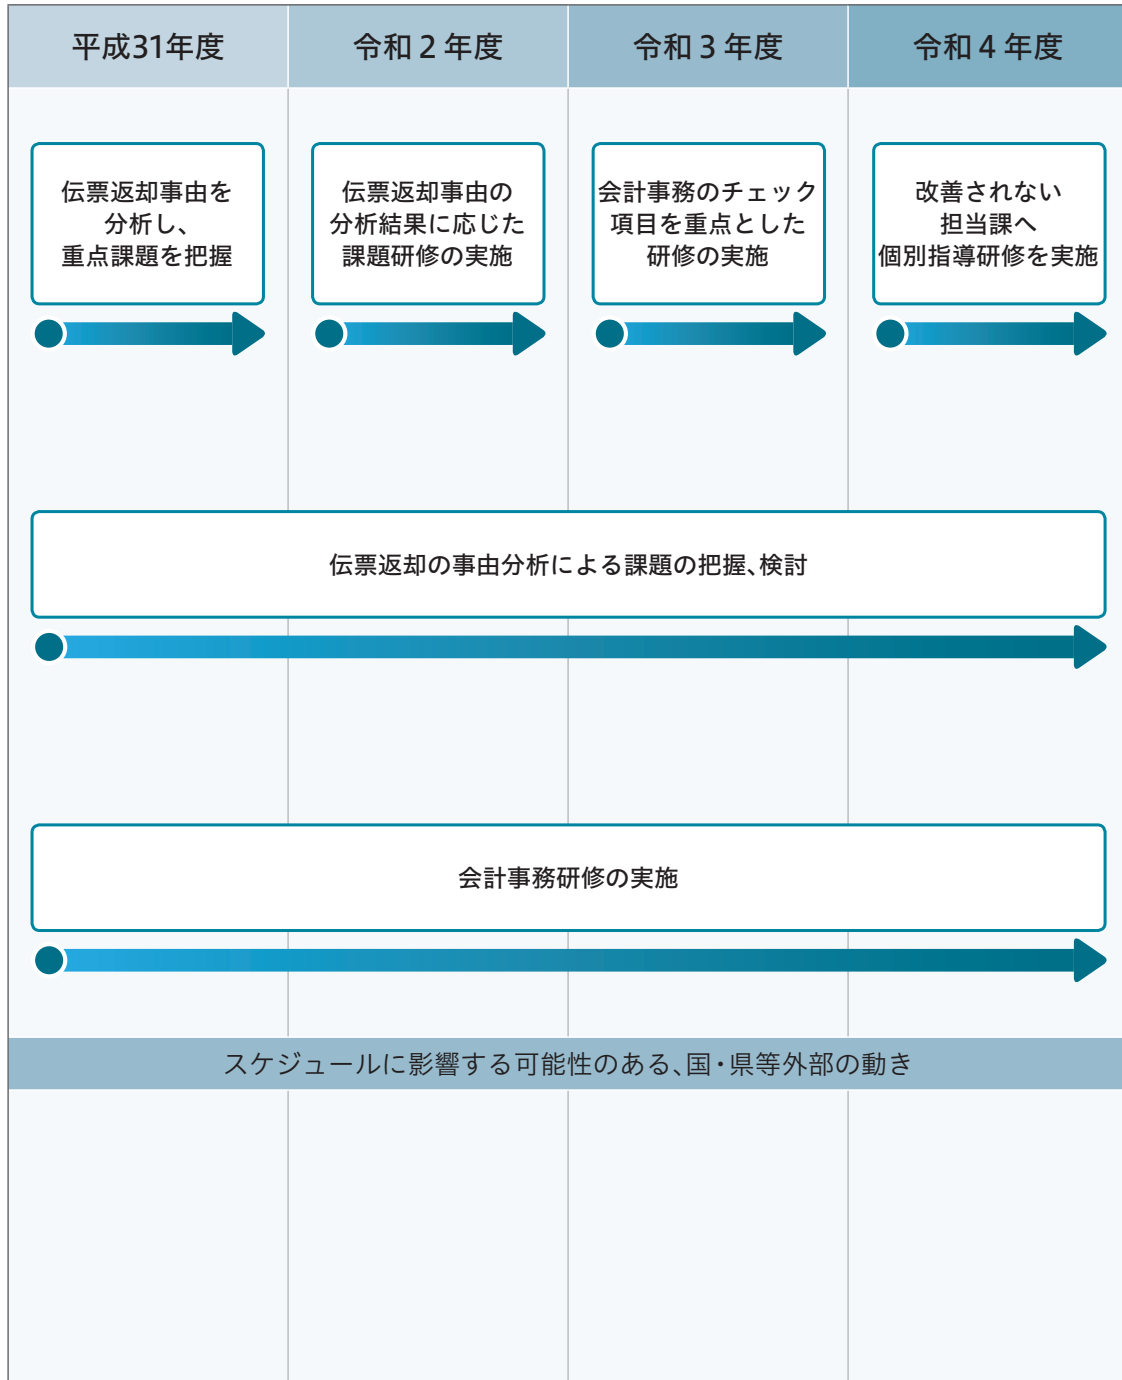 平成31年度
令和２年度
令和３年度
令和４年度
伝票返却事由を
分析し、
重点課題を把握
伝票返却事由の
分析結果に応じた
課題研修の実施
会計事務のチェック
項目を重点とした
研修の実施
改善されない
担当課へ
個別指導研修を実施
伝票返却の事由分析による課題の把握、検討
会計事務研修の実施
スケジュールに影響する可能性のある、国・県等外部の動き